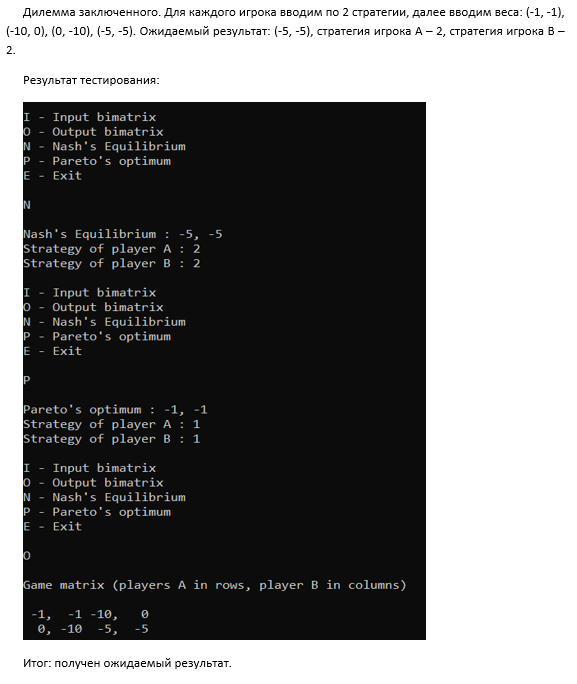 Дилемма заключенного. Для каждого игрока вводим по 2 стратегии, далее вводим веса: (-1, -1),
(-10, 0), (0, -10), (-5, -5). Ожидаемый результат: (-5, -5), стратегия игрока А – 2, стратегия игрока В –
2.
Результат тестирования:
I - Input bimatrix
O - Output bimatrix
N - Nash's Equilibrium
P - Pareto's optimum
E - Exit
N
Nash's Equilibrium : -5, -5
Strategy of player A : 2
Strategy of player B : 2
I - Input bimatrix
O - Output bimatrix
N - Nash's Equilibrium
P - Pareto's optimum
E - Exit
P
Pareto's optimum : -1, -1
Strategy of player A : 1
Strategy of player B : 1
I - Input bimatrix
O - Output bimatrix
N - Nash's Equilibrium
P - Pareto's optimum
E - Exit
O
Game matrix (players A in rows, player B in columns)
-1, -1 -10, 0
0, -10 -5, -5
Итог: получен ожидаемый результат.